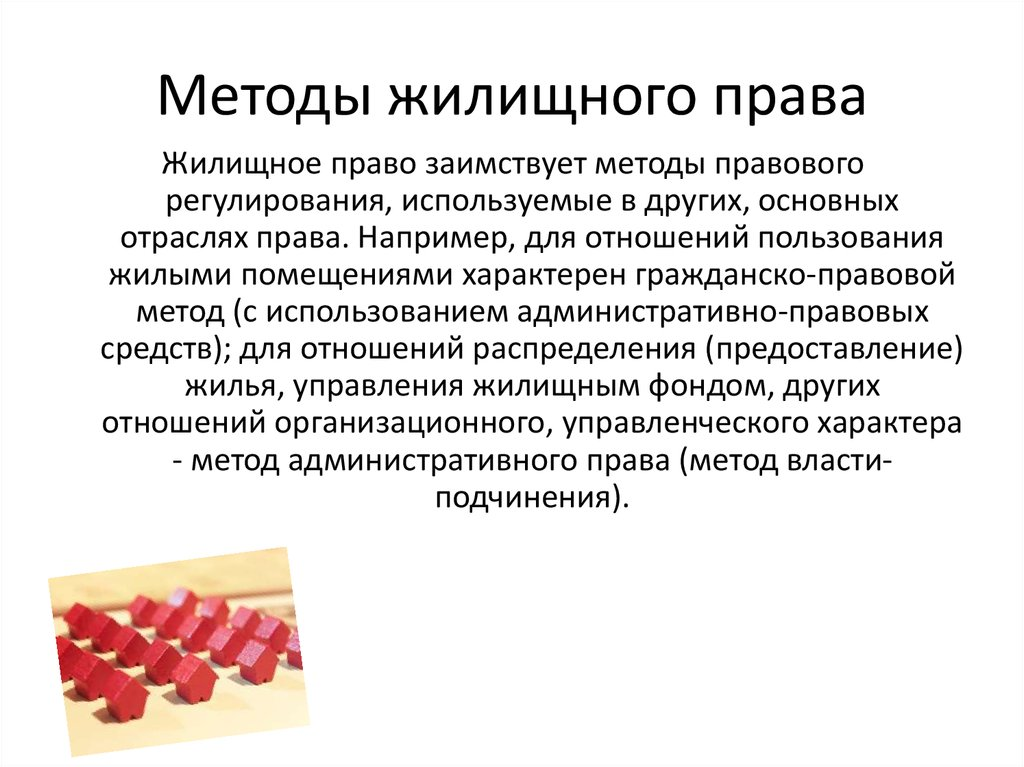 Методы жилищного права
Жилищное право заимствует методы правового
регулирования, используемые в других, основных
отраслях права. Например, для отношений пользования
жилыми помещениями характерен гражданско-правовой
метод (с использованием административно-правовых
средств); для отношений распределения (предоставление)
жилья, управления жилищным фондом, других
отношений организационного, управленческого характера
- метод административного права (метод власти-
подчинения).